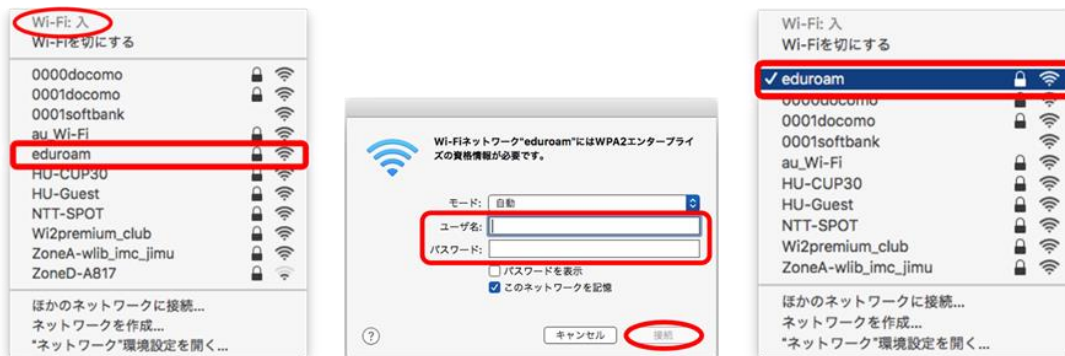 Wi-Fi: 入
Wi-Fiを切にする
0000docomo
0001docomo
0001softbank
au_Wi-Fi
eduroam
HU-CUP30
HU-Guest
NTT-SPOT
Wi2premium_club
ZoneA-wlib_imc_jimu
ZoneD-A817
ほかのネットワークに接続...
ネットワークを作成...
"ネットワーク"環境設定を開く...
Wi-Fiネットワーク"eduroam"にはWPA2エンタープライ
ズの資格情報が必要です。
モード: 自動
ユーザ名:
パスワード:
パスワードを表示
このネットワークを記憶
? キャンセル 接続
Wi-Fi: 入
Wi-Fiを切にする
✓ eduroam
0000docomo
0001docomo
0001softbank
au_Wi-Fi
HU-CUP30
HU-Guest
NTT-SPOT
Wi2premium_club
ZoneA-wlib_imc_jimu
ほかのネットワークに接続...
ネットワークを作成...
"ネットワーク"環境設定を開く...